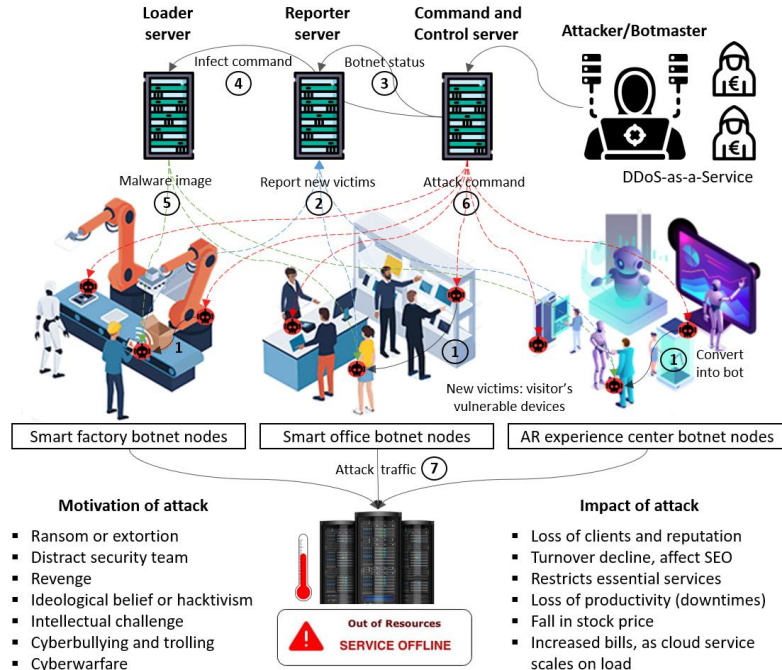 Loader
server
Reporter
server
Command and
Control server
Attacker/Botmaster
Infect command
4
Botnet status
3
€
€
DDoS-as-a-Service
Malware image
5
Report new victims
2
Attack command
6
1
1
1
Convert
into bot
New victims: visitor's
vulnerable devices
Smart factory botnet nodes
Smart office botnet nodes
AR experience center botnet nodes
Attack traffic 7
Motivation of attack
▪ Ransom or extortion
▪ Distract security team
▪ Revenge
▪ Ideological belief or hacktivism
▪ Intellectual challenge
▪ Cyberbullying and trolling
▪ Cyberwarfare
Out of Resources
SERVICE OFFLINE
Impact of attack
▪ Loss of clients and reputation
▪ Turnover decline, affect SEO
▪ Restricts essential services
▪ Loss of productivity (downtimes)
▪ Fall in stock price
▪ Increased bills, as cloud service
scales on load